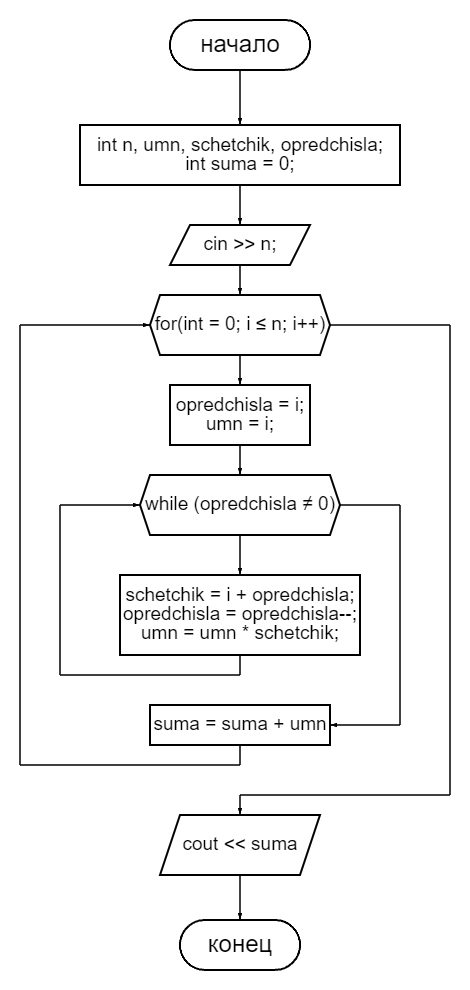 начало
int n, umn, schetchik, opredchisla;
int suma = 0;
cin >> n;
for(int = 0; i ≤ n; i++)
opredchisla = i;
umn = i;
while (opredchisla ≠ 0)
schetchik = i + opredchisla;
opredchisla = opredchisla--;
umn = umn * schetchik;
suma = suma + umn
cout << suma
конец